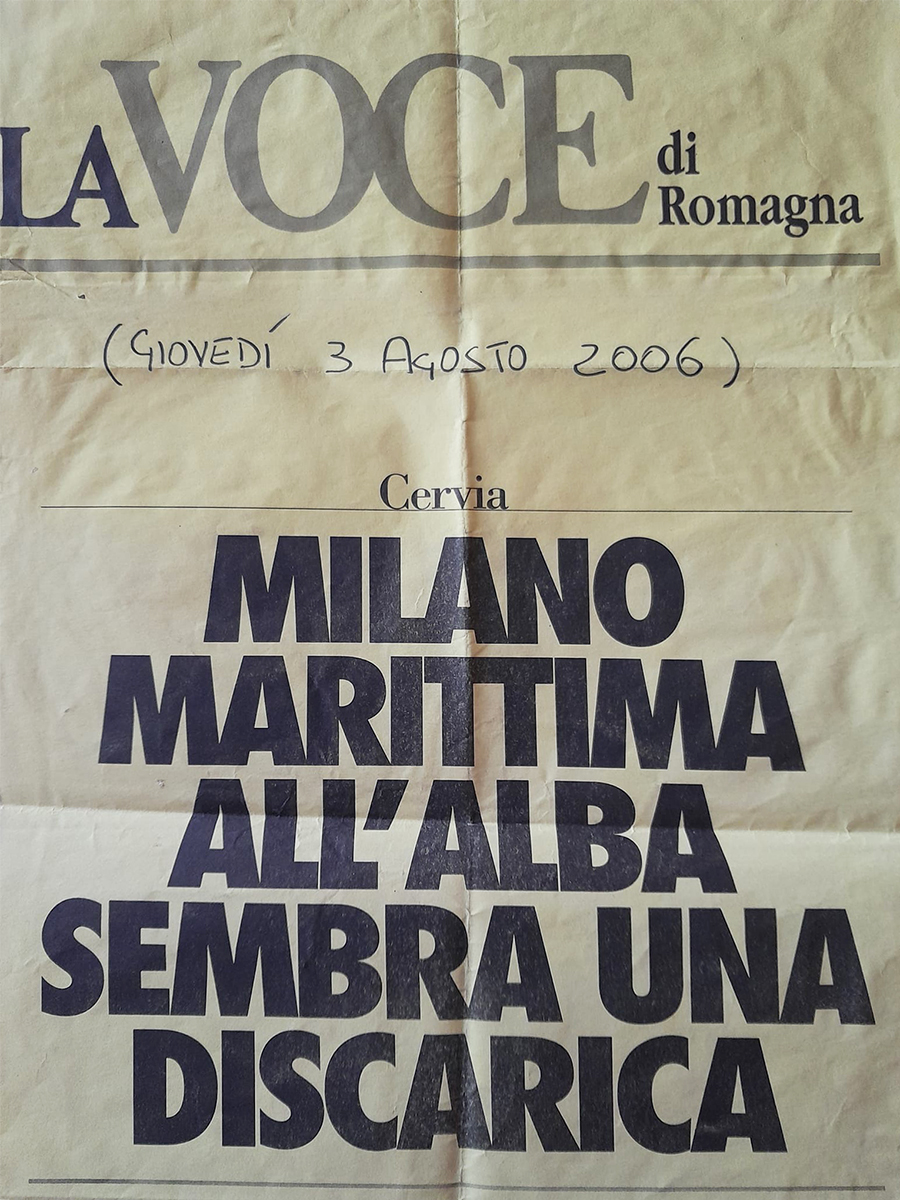 LA VOCE di Romagna
(GIOVEDÍ 3 AGOSTO 2006)
Cervia
MILANO
MARITTIMA
ALL'ALBA
SEMBRA UNA
DISCARICA